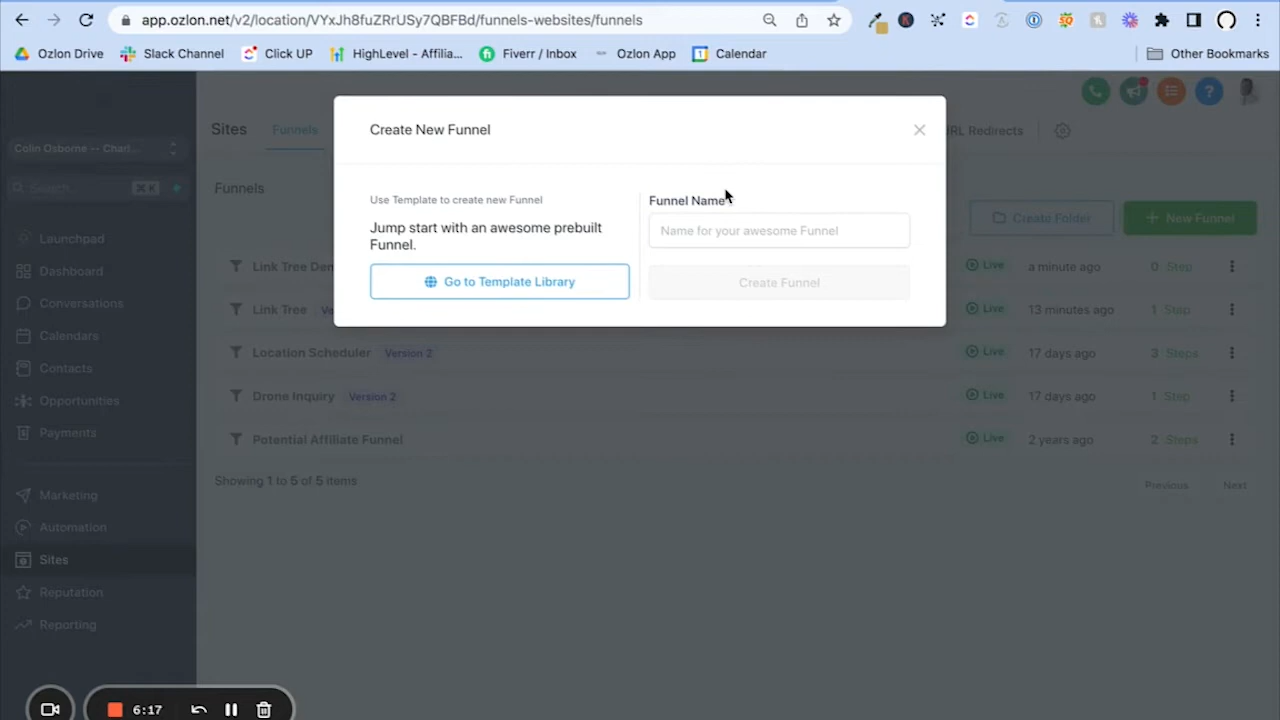 app.ozlon.net/v2/location/VYxJh8fuZRrUSy7QBFBd/funnels-websites/funnels
Ozlon Drive
Slack Channel
Click UP
HighLevel - Affilia...
Fiverr / Inbox
Ozlon App
Calendar
Other Bookmarks
Colin Osborne -- Charl...
Search...
⌘ K
Launchpad
Dashboard
Conversations
Calendars
Contacts
Opportunities
Payments
Marketing
Automation
Sites
Reputation
Reporting
6:17
Sites
Funnels
URL Redirects
Funnels
Create Folder
+ New Funnel
Create New Funnel
Use Template to create new Funnel
Jump start with an awesome prebuilt
Funnel.
Go to Template Library
Funnel Name
Name for your awesome Funnel
Create Funnel
Link Tree Live a minute ago 0 Step
Link Tree Live 13 minutes ago 1 Step
Location Scheduler Version 2 Live 17 days ago 3 Steps
Drone Inquiry Version 2 Live 17 days ago 1 Step
Potential Affiliate Funnel Live 2 years ago 2 Steps
Showing 1 to 5 of 5 items
Previous
Next